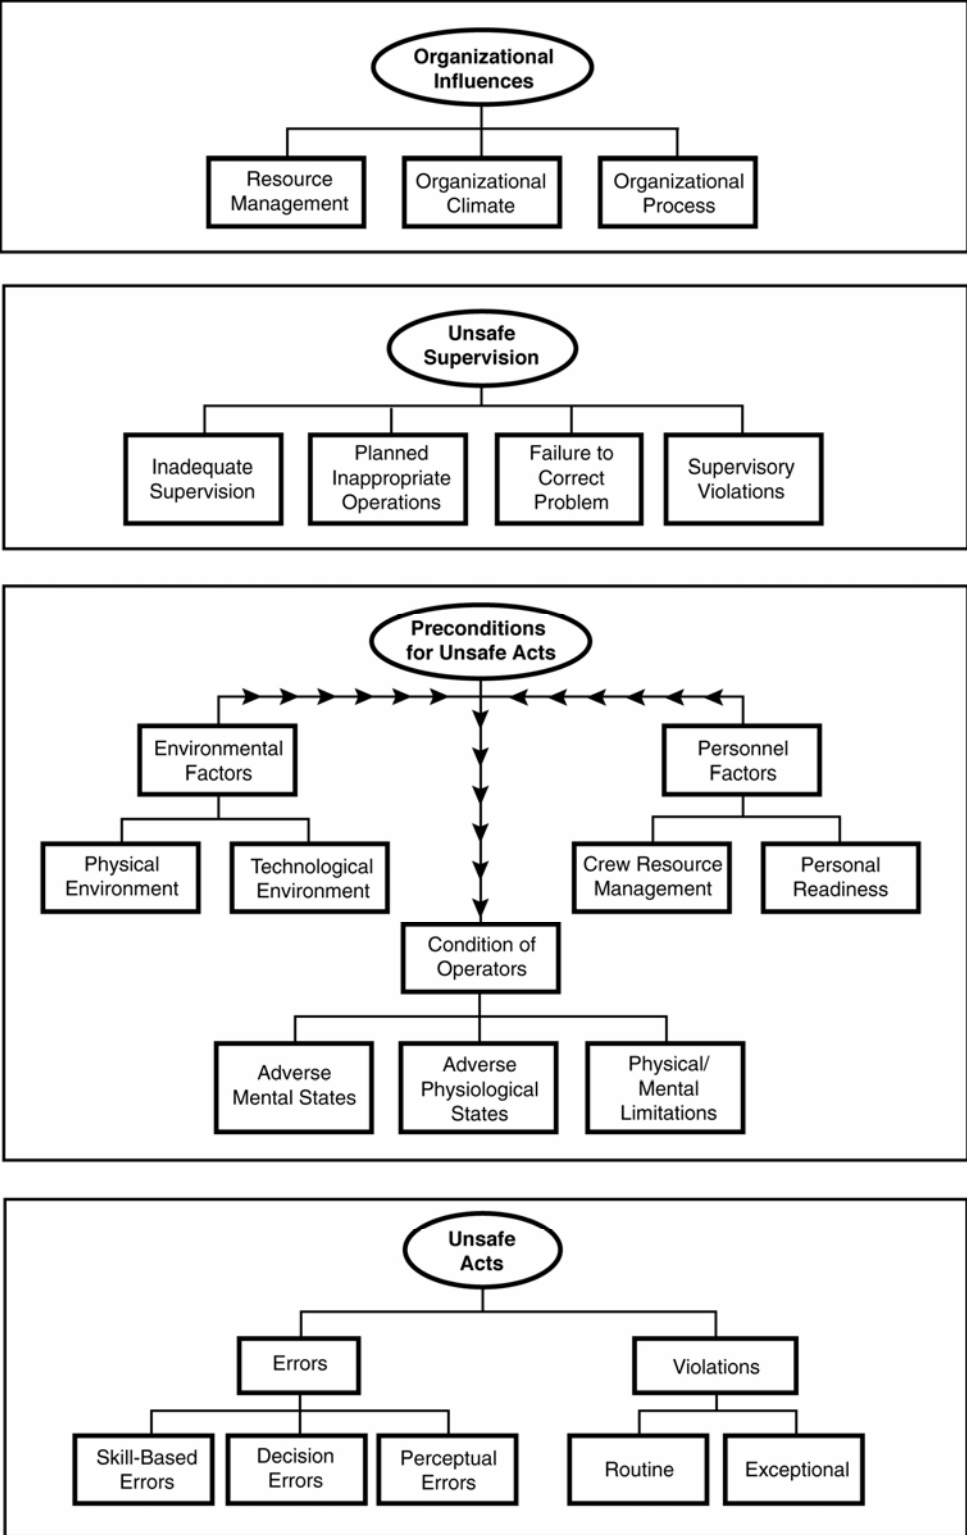 Organizational
Influences
Resource
Management
Organizational
Climate
Organizational
Process
Unsafe
Supervision
Inadequate
Supervision
Planned
Inappropriate
Operations
Failure to
Correct
Problem
Supervisory
Violations
Preconditions
for Unsafe Acts
Environmental
Factors
Personnel
Factors
Physical
Environment
Technological
Environment
Crew Resource
Management
Personal
Readiness
Condition of
Operators
Adverse
Mental States
Adverse
Physiological
States
Physical/
Mental
Limitations
Unsafe
Acts
Errors
Violations
Skill-Based
Errors
Decision
Errors
Perceptual
Errors
Routine
Exceptional